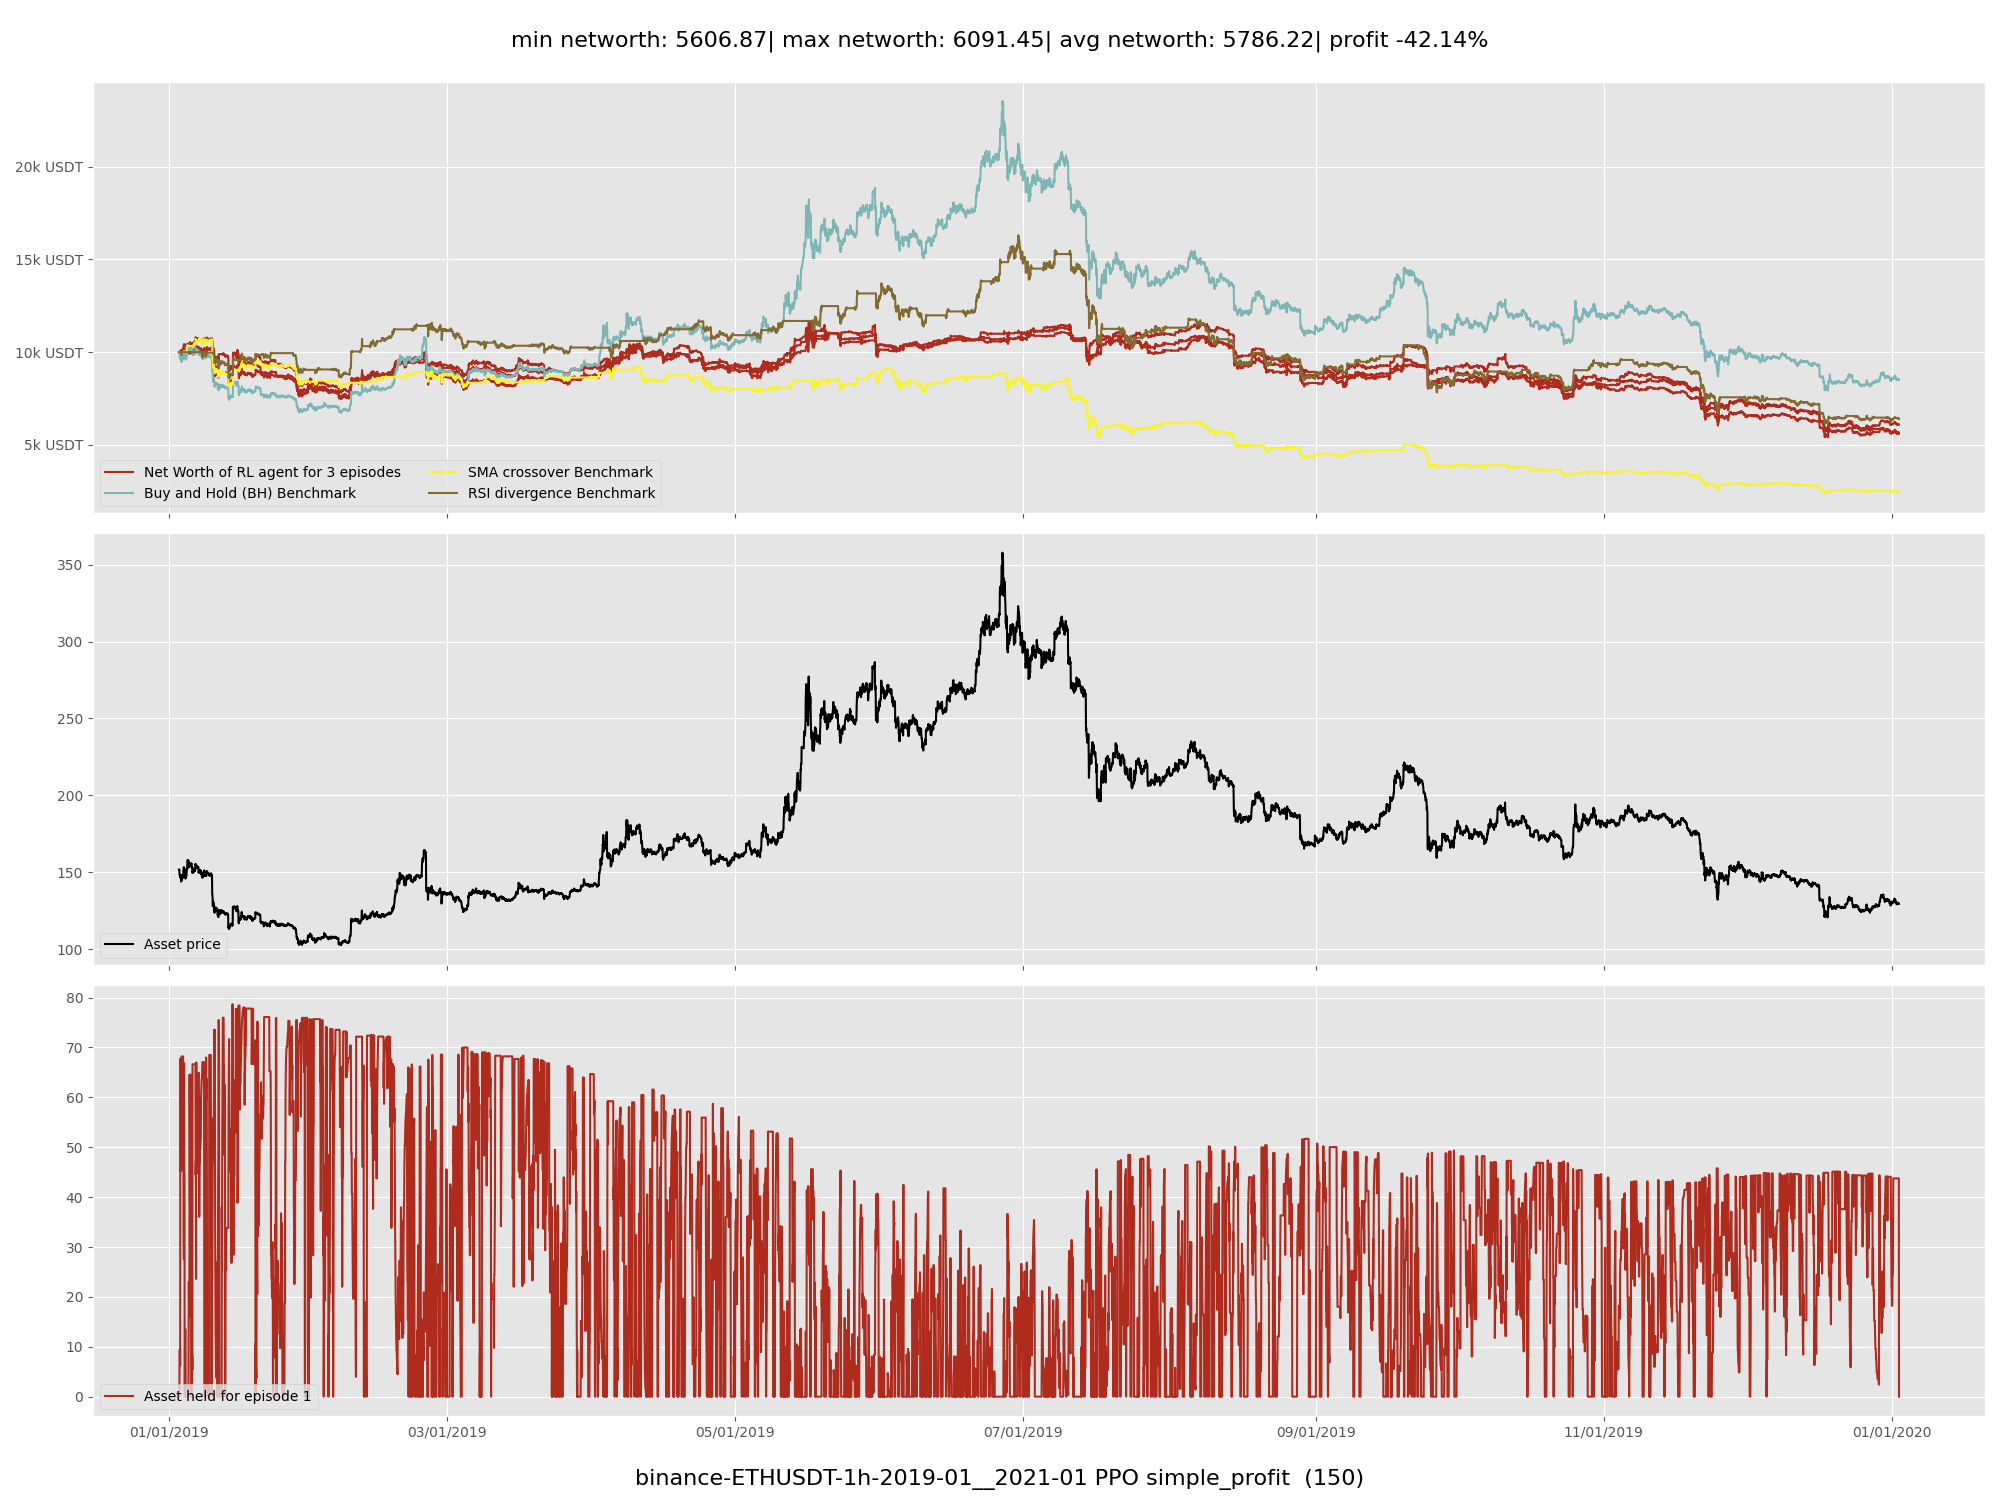 min networth: 5606.87| max networth: 6091.45| avg networth: 5786.22| profit -42.14%
20k USDT
15k USDT
10k USDT
5k USDT
Net Worth of RL agent for 3 episodes
Buy and Hold (BH) Benchmark
SMA crossover Benchmark
RSI divergence Benchmark
350
300
250
200
150
100
Asset price
80
70
60
50
40
30
20
10
0
Asset held for episode 1
01/01/2019 03/01/2019 05/01/2019 07/01/2019 09/01/2019 11/01/2019 01/01/2020
binance-ETHUSDT-1h-2019-01__2021-01 PPO simple_profit (150)